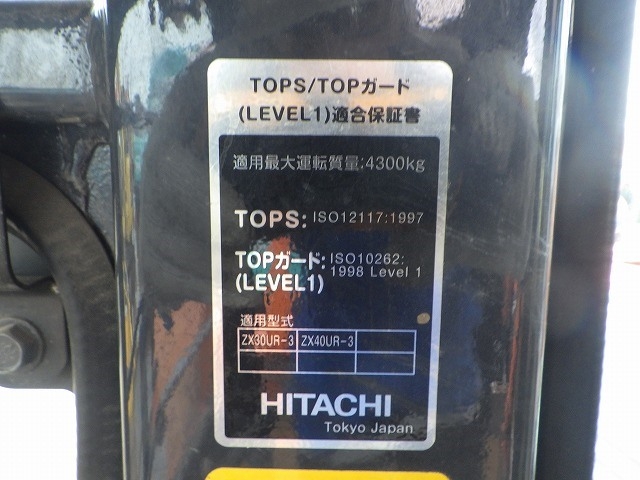 TOPS/TOPガード
(LEVEL1)適合保証書
適用最大運転質量:4300kg
TOPS: ISO12117:1997
TOPガード: ISO10262:
(LEVEL1) 1998 Level 1
適用型式
ZX30UR-3 ZX40UR-3
HITACHI
Tokyo Japan